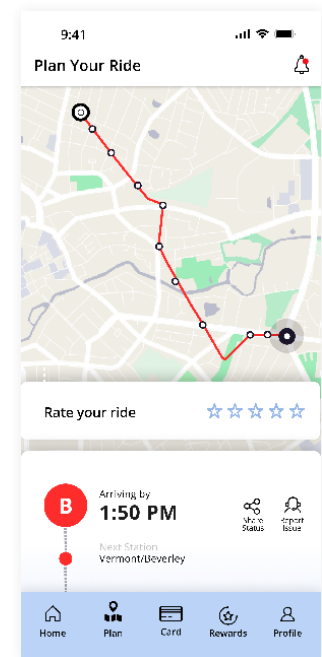 9:41
Plan Your Ride
Rate your ride
B
Arriving by
1:50 PM
Share
Status
Report
Issue
Next Station
Vermont/Beverley
Home
Plan
Card
Rewards
Profile